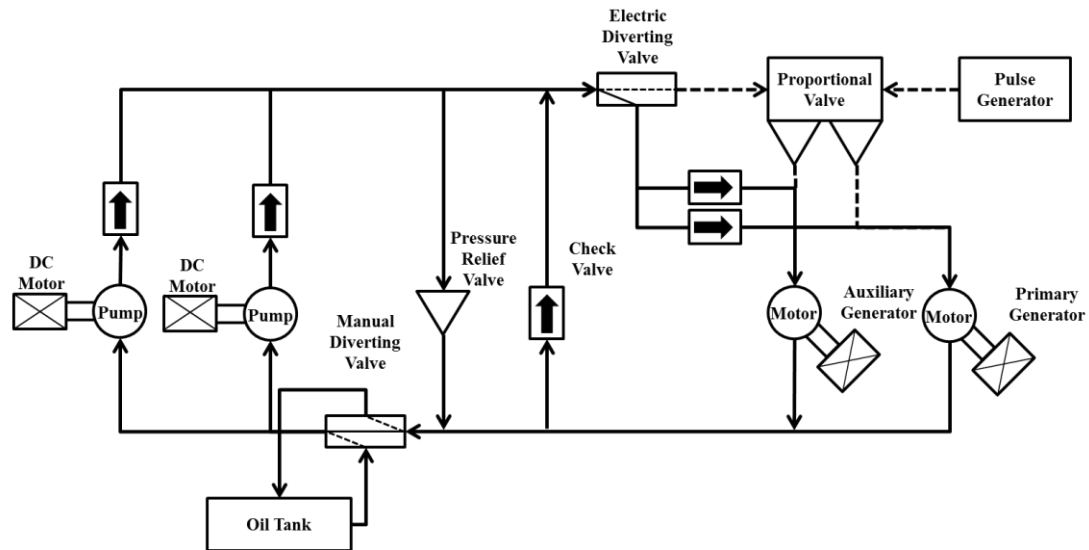 Electric
Diverting
Valve
Proportional
Valve
Pulse
Generator
DC
Motor
Pump
DC
Motor
Pump
Pressure
Relief
Valve
Check
Valve
Manual
Diverting
Valve
Motor
Auxiliary
Generator
Motor
Primary
Generator
Oil Tank